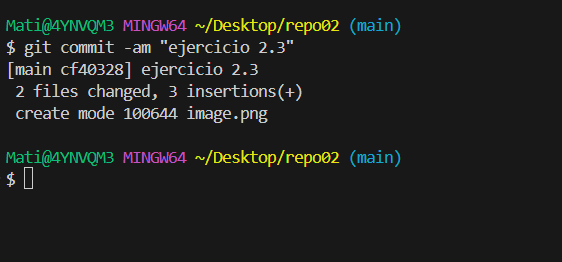 Mati@4YNVQM3 MINGW64 ~/Desktop/repo02 (main)
$ git commit -am "ejercicio 2.3"
[main cf40328] ejercicio 2.3
 2 files changed, 3 insertions(+)
 create mode 100644 image.png

Mati@4YNVQM3 MINGW64 ~/Desktop/repo02 (main)
$